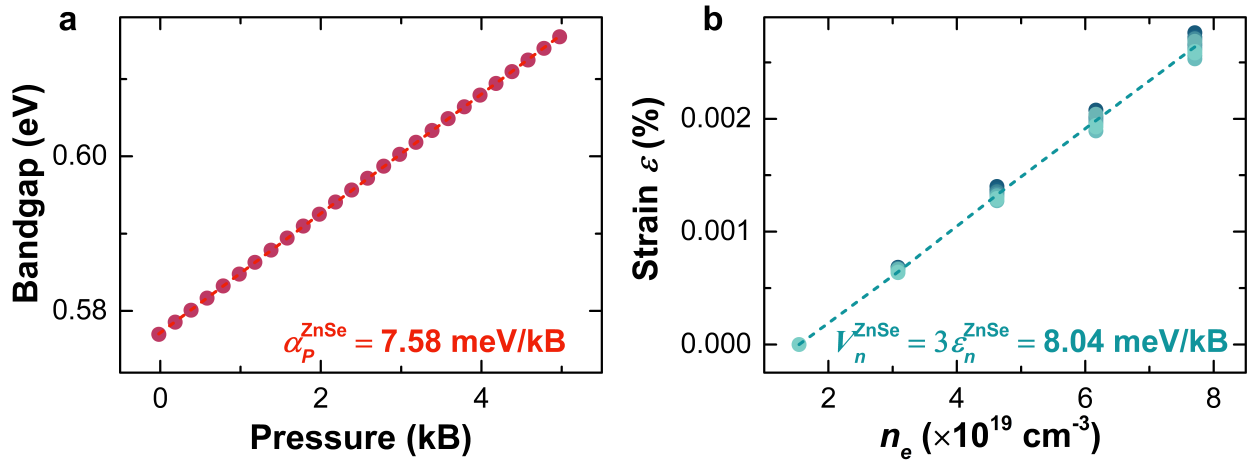 a
Bandgap (eV)
0.60
0.58
0
2
4
Pressure (kB)
α_P^ZnSe = 7.58 meV/kB
b
Strain ε (%)
0.002
0.001
0.000
2
4
6
8
n_e (×10^19 cm^-3)
V_n^ZnSe = 3ε_n^ZnSe = 8.04 meV/kB